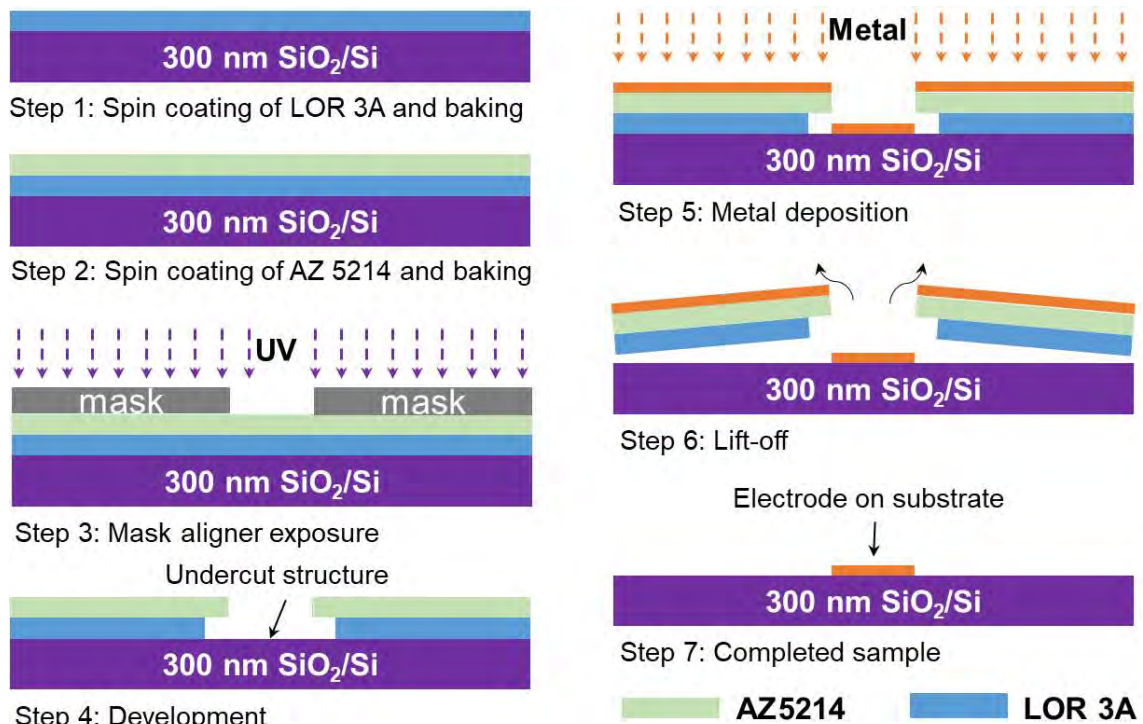 300 nm SiO₂/Si
Step 1: Spin coating of LOR 3A and baking
300 nm SiO₂/Si
Step 2: Spin coating of AZ 5214 and baking
UV
mask mask
300 nm SiO₂/Si
Step 3: Mask aligner exposure
Undercut structure
300 nm SiO₂/Si
Step 4: Development
Metal
300 nm SiO₂/Si
Step 5: Metal deposition
300 nm SiO₂/Si
Step 6: Lift-off
Electrode on substrate
300 nm SiO₂/Si
Step 7: Completed sample
AZ5214 LOR 3A